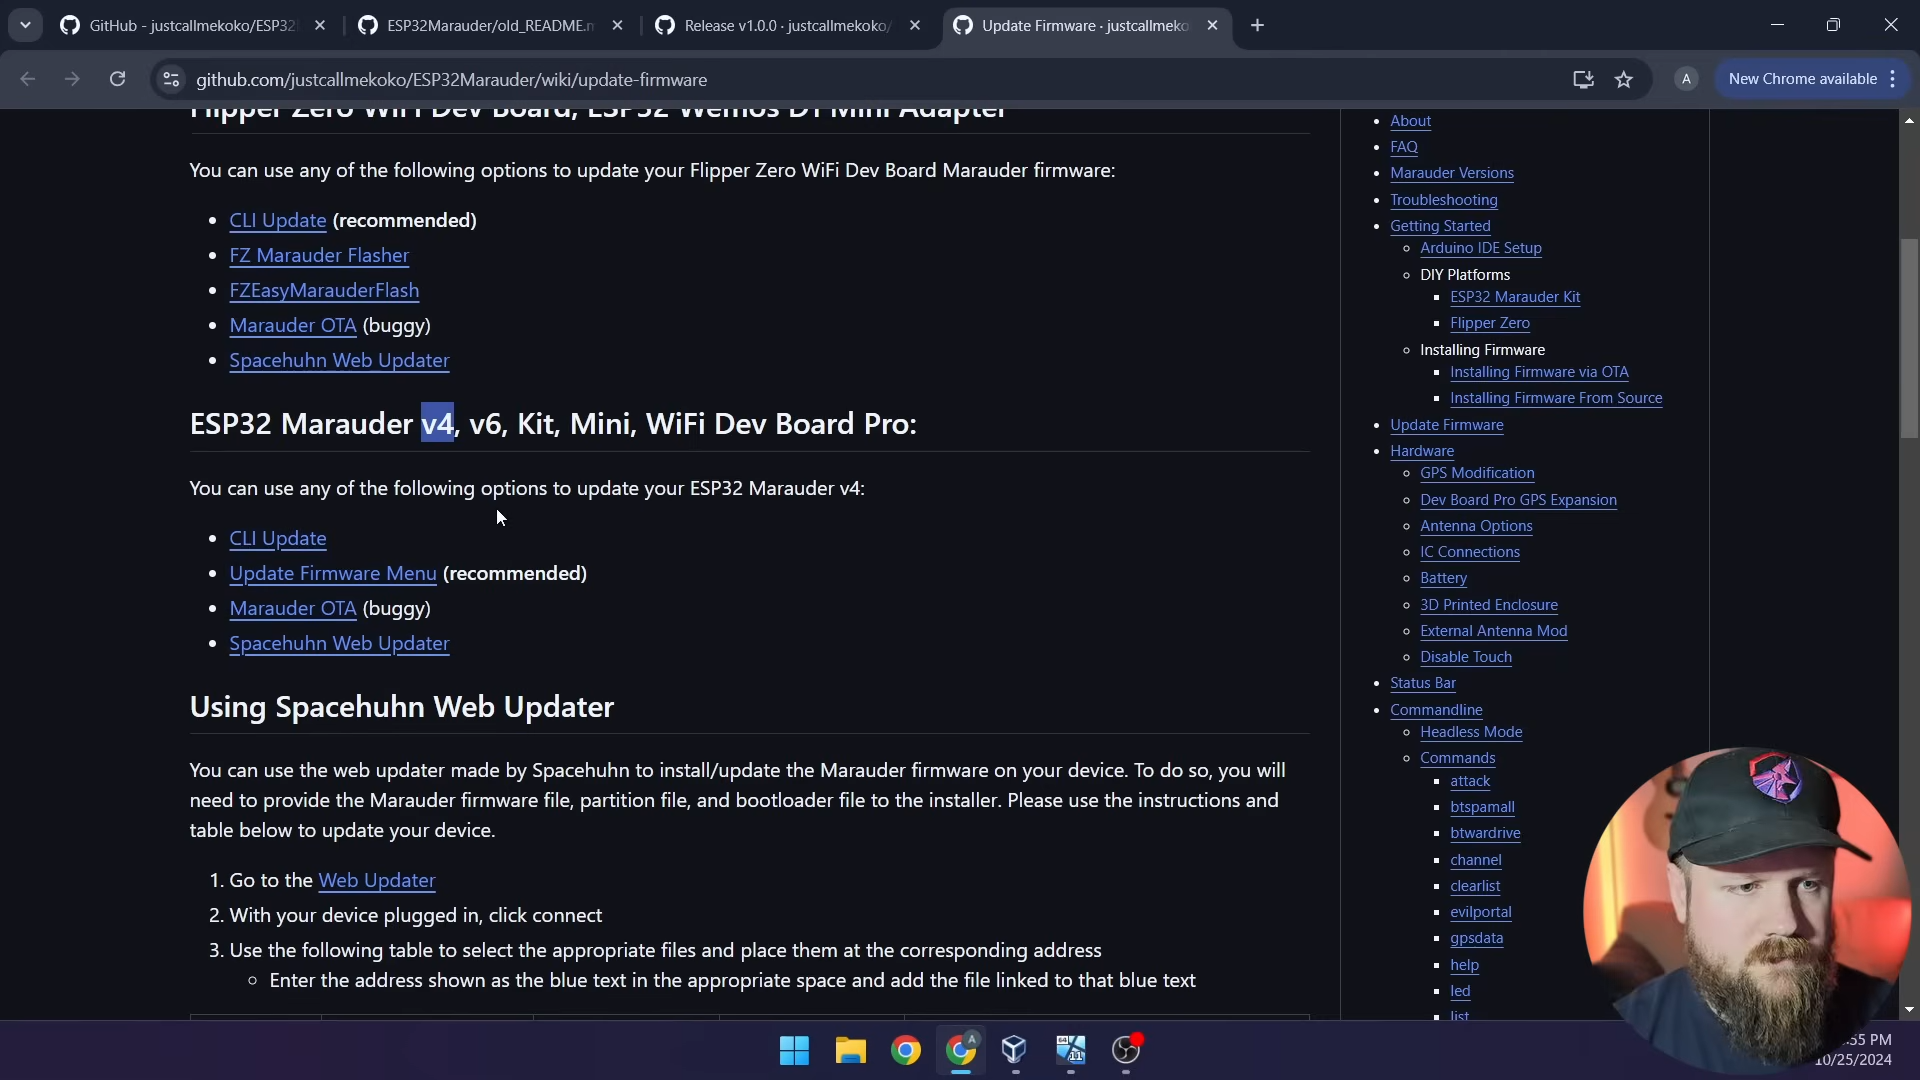 GitHub - justcallmekoko/ESP32
ESP32Marauder/old_README.m
Release v1.0.0 · justcallmekoko/
Update Firmware · justcallmeko
github.com/justcallmekoko/ESP32Marauder/wiki/update-firmware
A
New Chrome available
Flipper Zero WiFi Dev Board, ESP32 Wemos D1 Mini Adapter
You can use any of the following options to update your Flipper Zero WiFi Dev Board Marauder firmware:
CLI Update (recommended)
FZ Marauder Flasher
FZEasyMarauderFlash
Marauder OTA (buggy)
Spacehuhn Web Updater
ESP32 Marauder v4, v6, Kit, Mini, WiFi Dev Board Pro:
You can use any of the following options to update your ESP32 Marauder v4:
CLI Update
Update Firmware Menu (recommended)
Marauder OTA (buggy)
Spacehuhn Web Updater
Using Spacehuhn Web Updater
You can use the web updater made by Spacehuhn to install/update the Marauder firmware on your device. To do so, you will
need to provide the Marauder firmware file, partition file, and bootloader file to the installer. Please use the instructions and
table below to update your device.
1. Go to the Web Updater
2. With your device plugged in, click connect
3. Use the following table to select the appropriate files and place them at the corresponding address
Enter the address shown as the blue text in the appropriate space and add the file linked to that blue text
About
FAQ
Marauder Versions
Troubleshooting
Getting Started
Arduino IDE Setup
DIY Platforms
ESP32 Marauder Kit
Flipper Zero
Installing Firmware
Installing Firmware via OTA
Installing Firmware From Source
Update Firmware
Hardware
GPS Modification
Dev Board Pro GPS Expansion
Antenna Options
IC Connections
Battery
3D Printed Enclosure
External Antenna Mod
Disable Touch
Status Bar
Commandline
Headless Mode
Commands
attack
btspamall
btwardrive
channel
clearlist
evilportal
gpsdata
help
led
list
:55 PM
10/25/2024